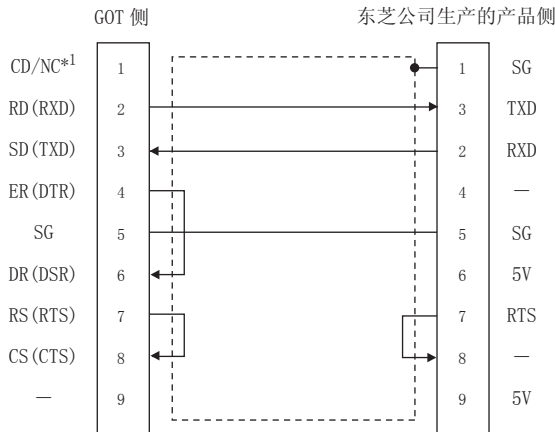 GOT 侧 东芝公司生产的产品侧
CD/NC*1 1 1 SG
RD(RXD) 2 3 TXD
SD(TXD) 3 2 RXD
ER(DTR) 4 4 —
SG 5 5 SG
DR(DSR) 6 6 5V
RS(RTS) 7 7 RTS
CS(CTS) 8 8 —
— 9 9 5V